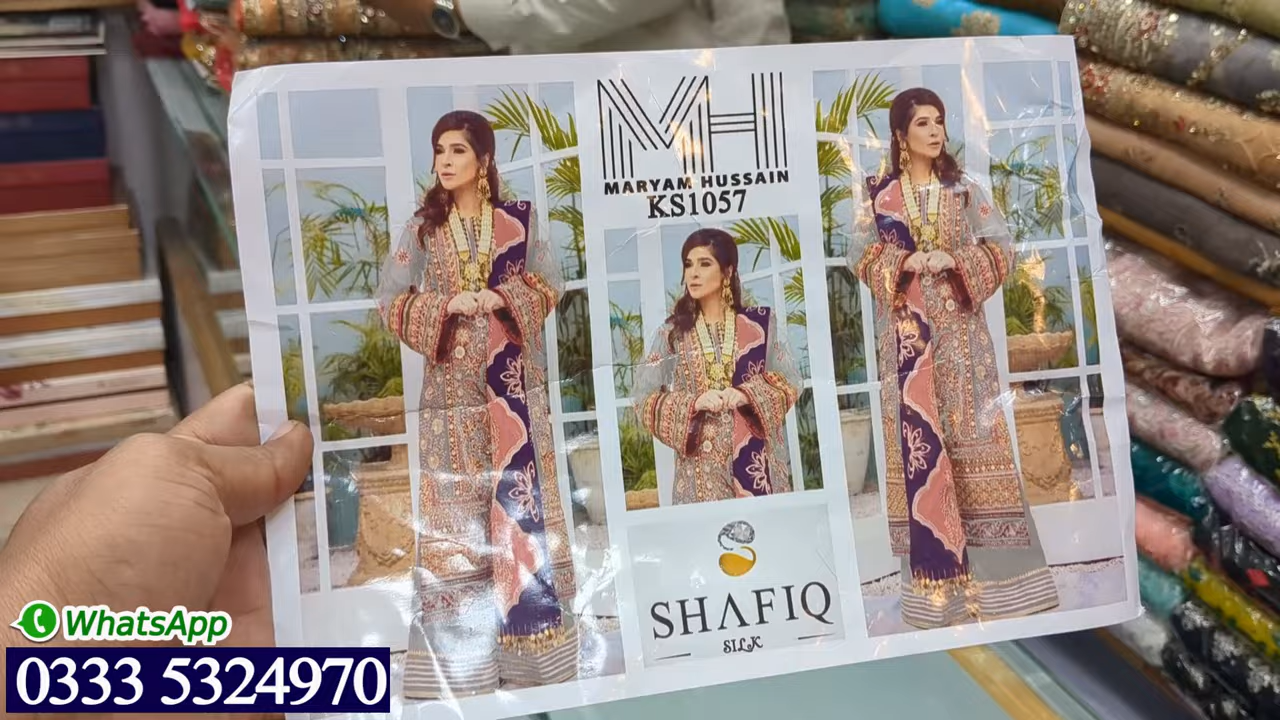 MH
MARYAM HUSSAIN
KS1057
SHAFIQ
SILK
WhatsApp
0333 5324970